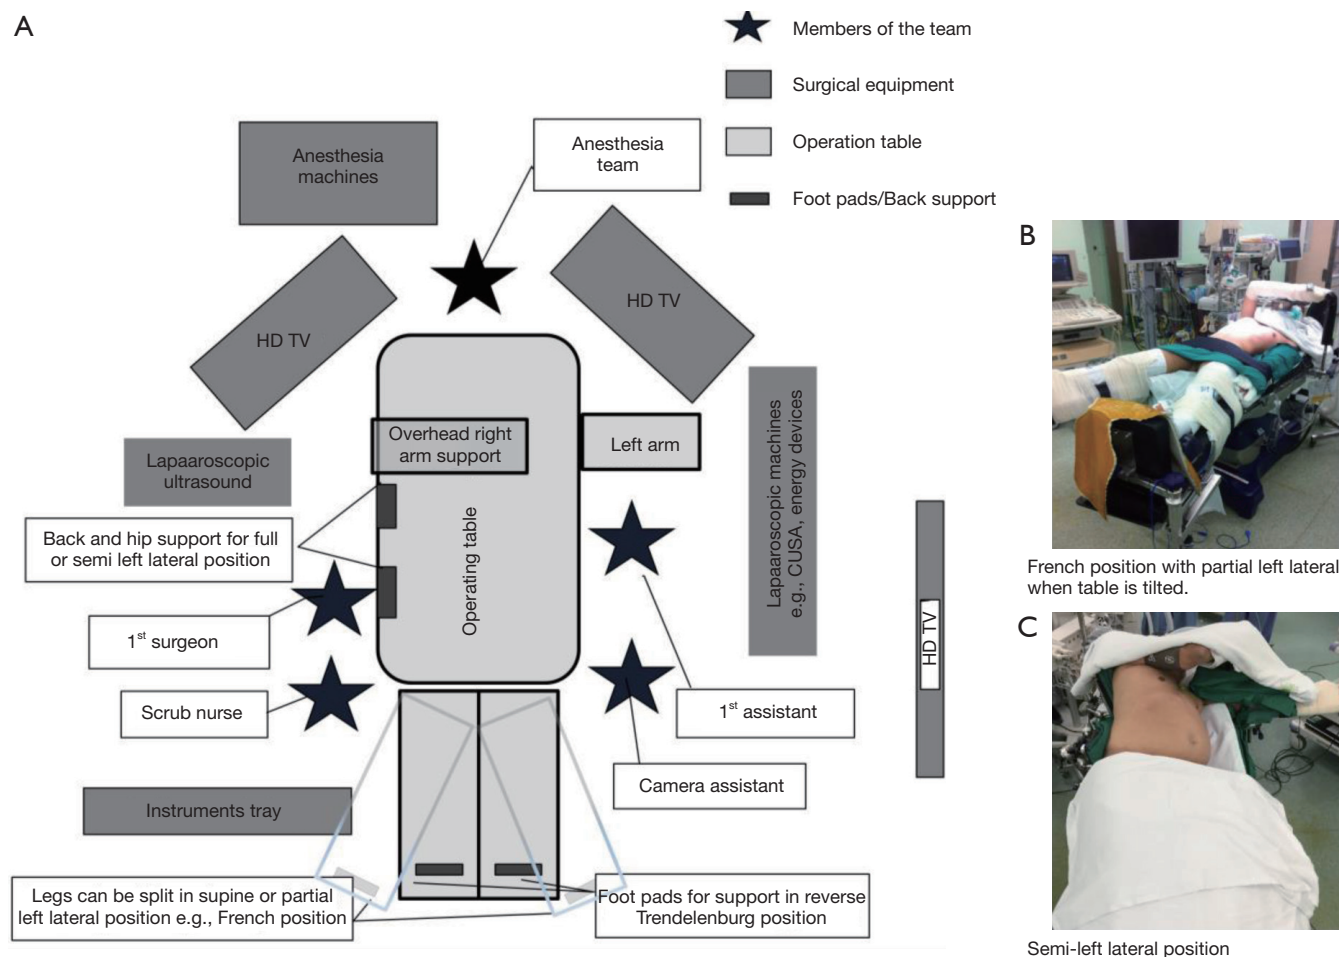 A
Members of the team
Surgical equipment
Operation table
Foot pads/Back support
Anesthesia
machines
Anesthesia
team
HD TV
HD TV
Overhead right
arm support
Left arm
Lapaaroscopic
ultrasound
Lapaaroscopic machines
e.g., CUSA, energy devices
Back and hip support for full
or semi left lateral position
Operating table
1st surgeon
HD TV
Scrub nurse
1st assistant
Camera assistant
Instruments tray
Legs can be split in supine or partial
left lateral position e.g., French position
Foot pads for support in reverse
Trendelenburg position
B
French position with partial left lateral
when table is tilted.
C
Semi-left lateral position